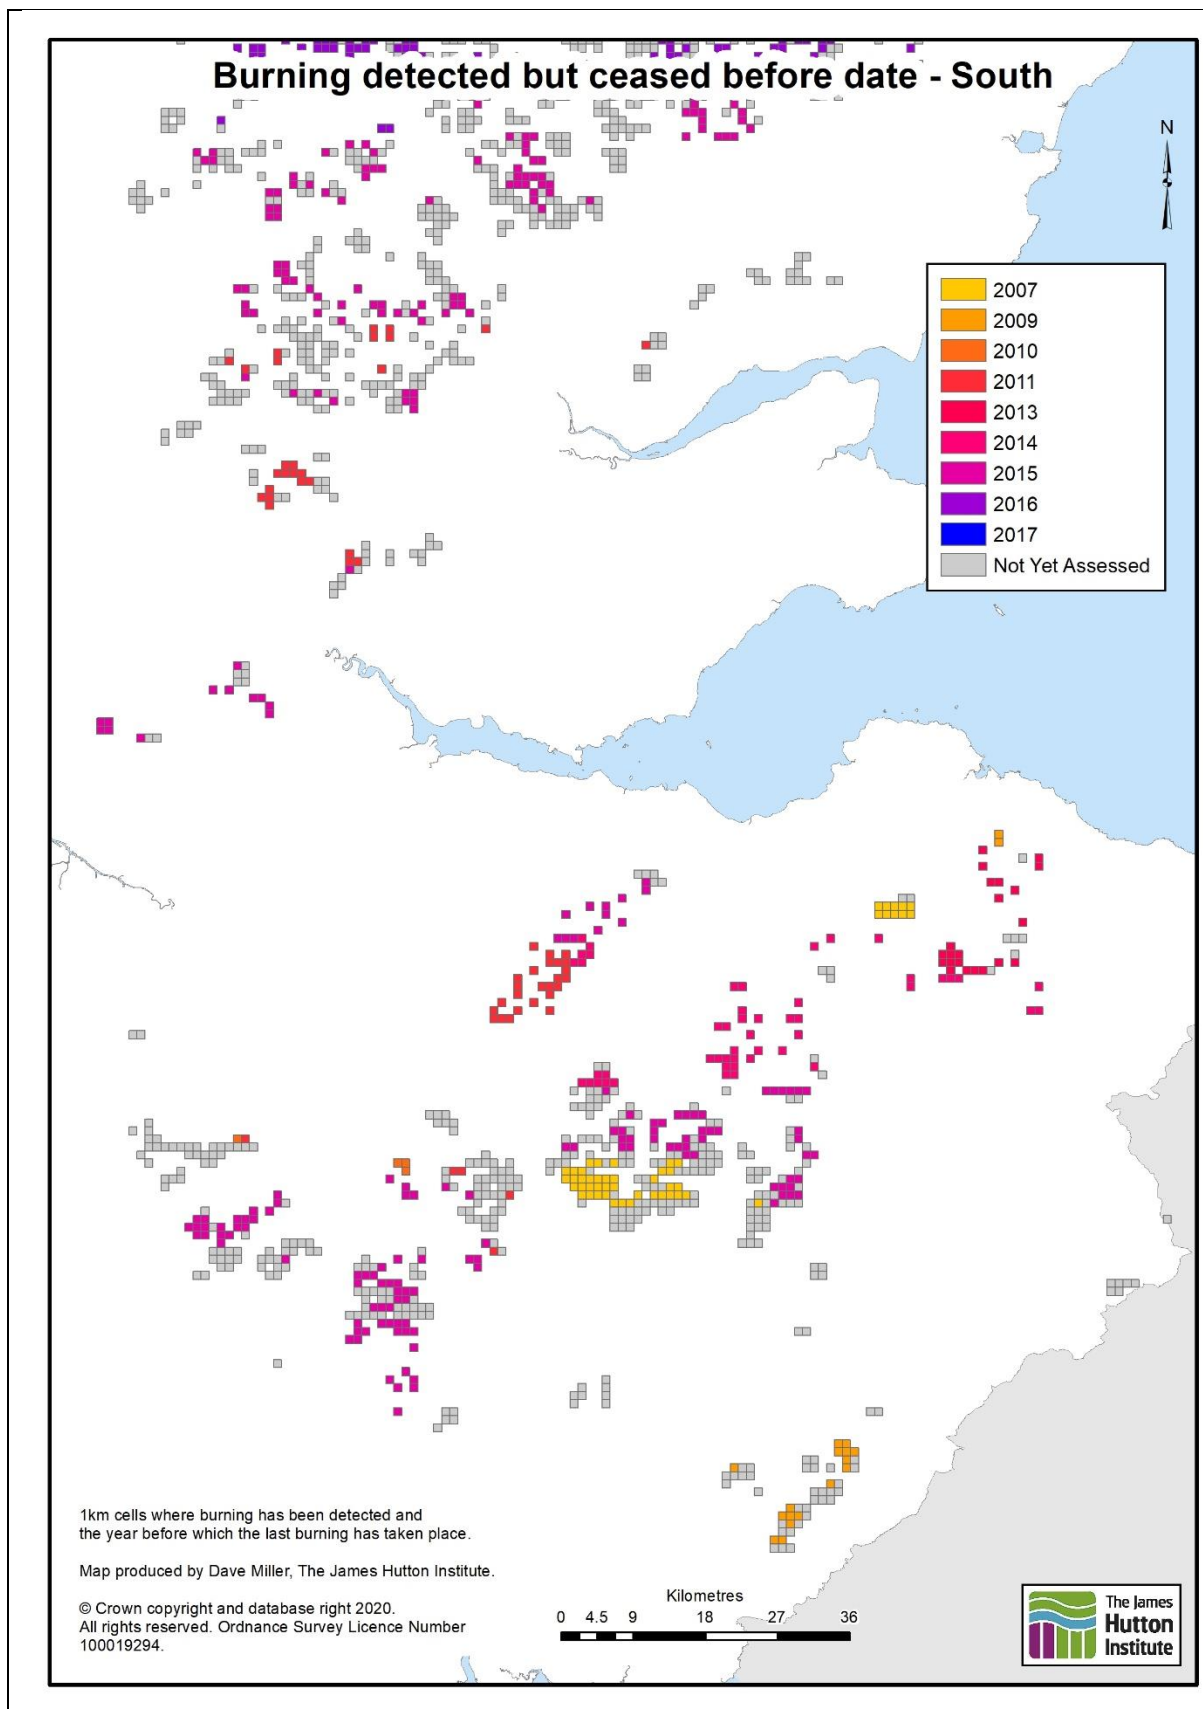 Burning detected but ceased before date - South
N
2007
2009
2010
2011
2013
2014
2015
2016
2017
Not Yet Assessed
1km cells where burning has been detected and
the year before which the last burning has taken place.
Map produced by Dave Miller, The James Hutton Institute.
© Crown copyright and database right 2020.
All rights reserved. Ordnance Survey Licence Number
100019294.
Kilometres
0 4.5 9 18 27 36
The James
Hutton
Institute